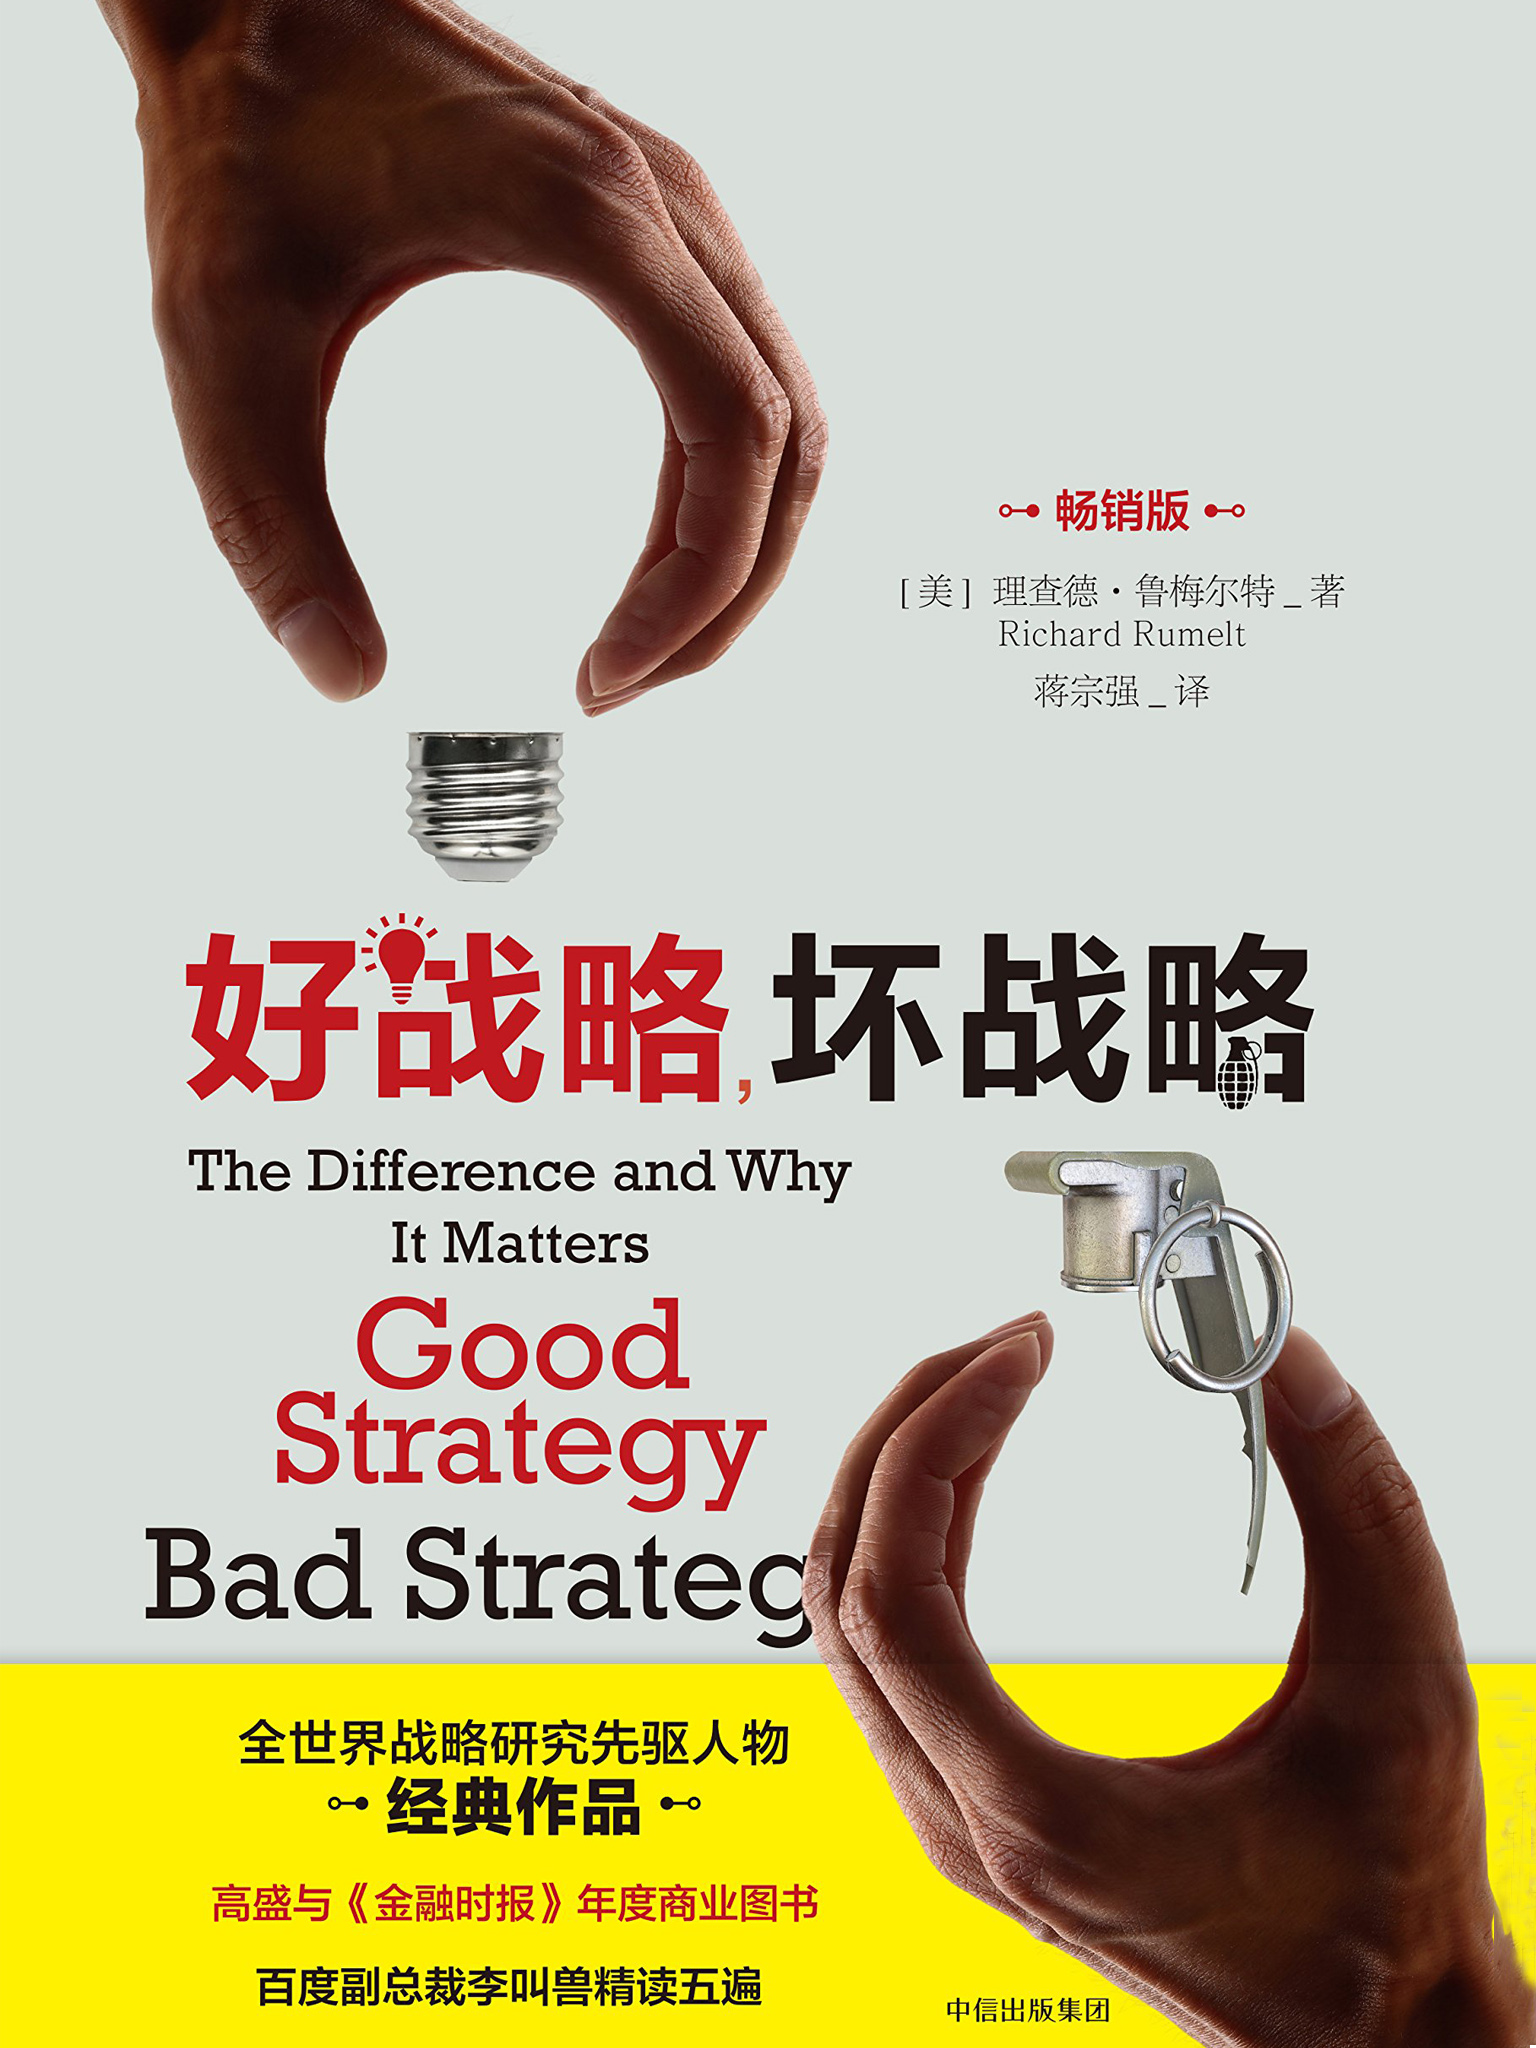 畅销版
[美] 理查德·鲁梅尔特_著
Richard Rumelt
蒋宗强_译
好战略,坏战略
The Difference and Why
It Matters
Good
Strategy
Bad Strateg
全世界战略研究先驱人物
经典作品
高盛与《金融时报》年度商业图书
百度副总裁李叫兽精读五遍
中信出版集团